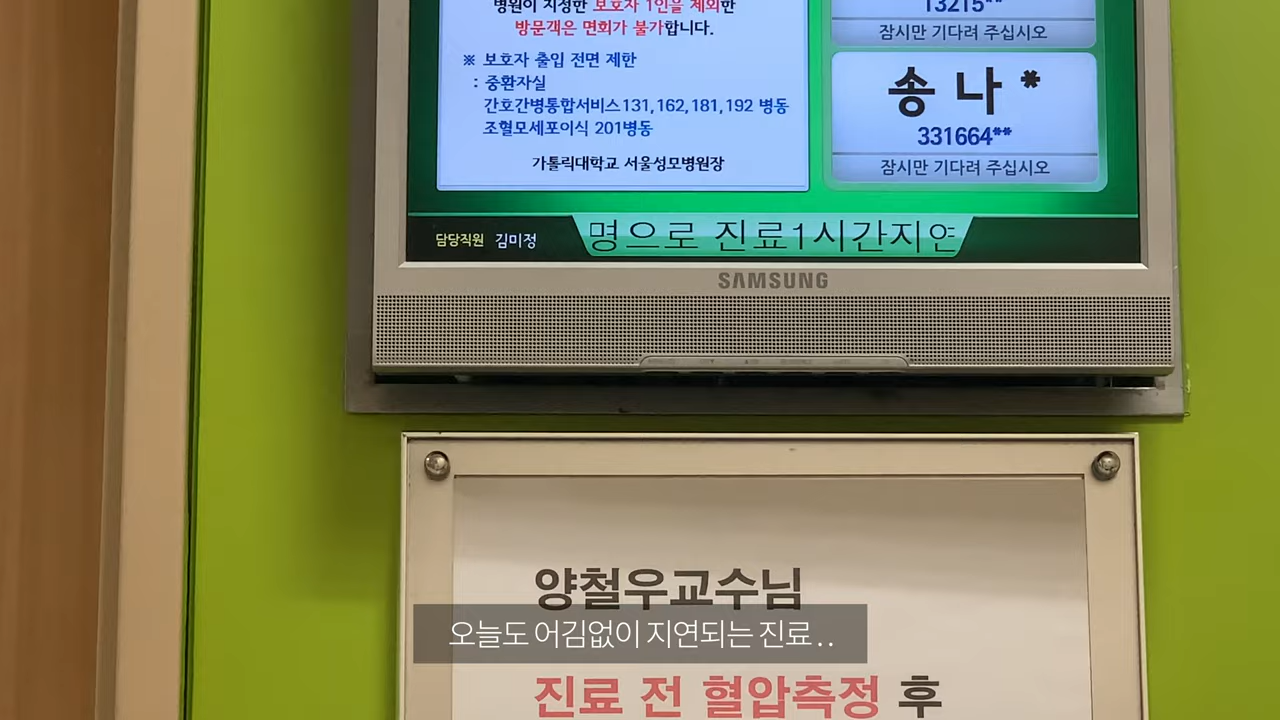 병원이 지정한 보호자 1인을 제외한
방문객은 면회가 불가합니다.
※ 보호자 출입 전면 제한
: 중환자실
간호간병통합서비스131, 162, 181, 192 병동
조혈모세포이식 201병동
가톨릭대학교 서울성모병원장
13215**
잠시만 기다려 주십시오
송 나 *
331664**
잠시만 기다려 주십시오
담당직원 김미정
명으로 진료1시간지연
SAMSUNG
양철우교수님
오늘도 어김없이 지연되는 진료..
진료 전 혈압측정 후